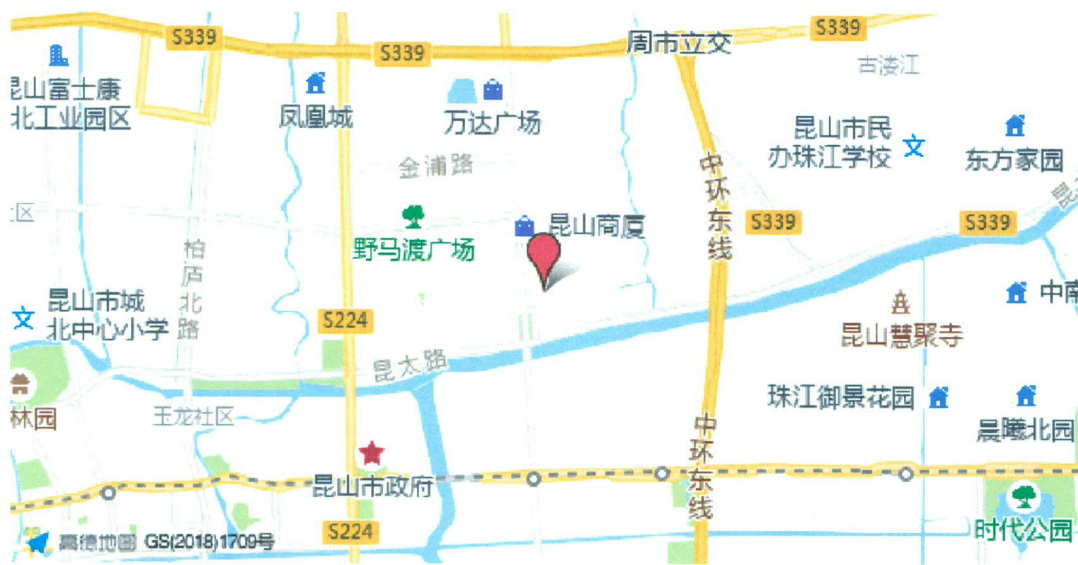 S339
S339
S339
周市立交
古溇江
昆山富士康
北工业园区
凤凰城
万达广场
昆山市民
办珠江学校
文
东方家园
金浦路
中环东线
昆
社区
柏庐北路
野马渡广场
昆山商厦
S339
S339
文
昆山市城
北中心小学
S224
昆山慧聚寺
中南
昆太路
林园
玉龙社区
珠江御景花园
晨曦北园
中环东线
昆山市政府
S224
时代公园
高德地图 GS(2018)1709号